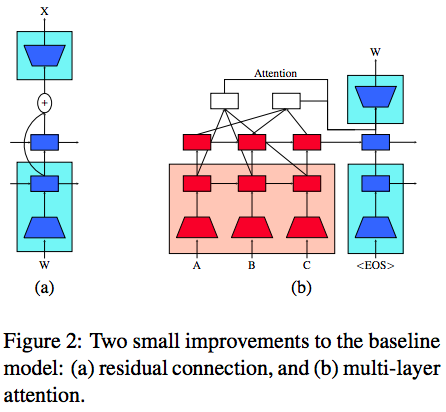 X
+
W
(a)
Attention
W
A B C <EOS>
(b)
Figure 2: Two small improvements to the baseline
model: (a) residual connection, and (b) multi-layer
attention.